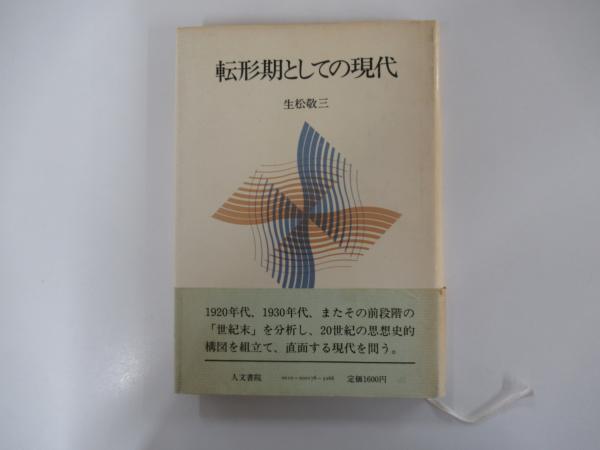 転形期としての現代
生松敬三
1920年代、1930年代、またその前段階の
「世紀末」を分析し、20世紀の思想史的
構図を組立て、直面する現代を問う。
人文書院 定価1600円